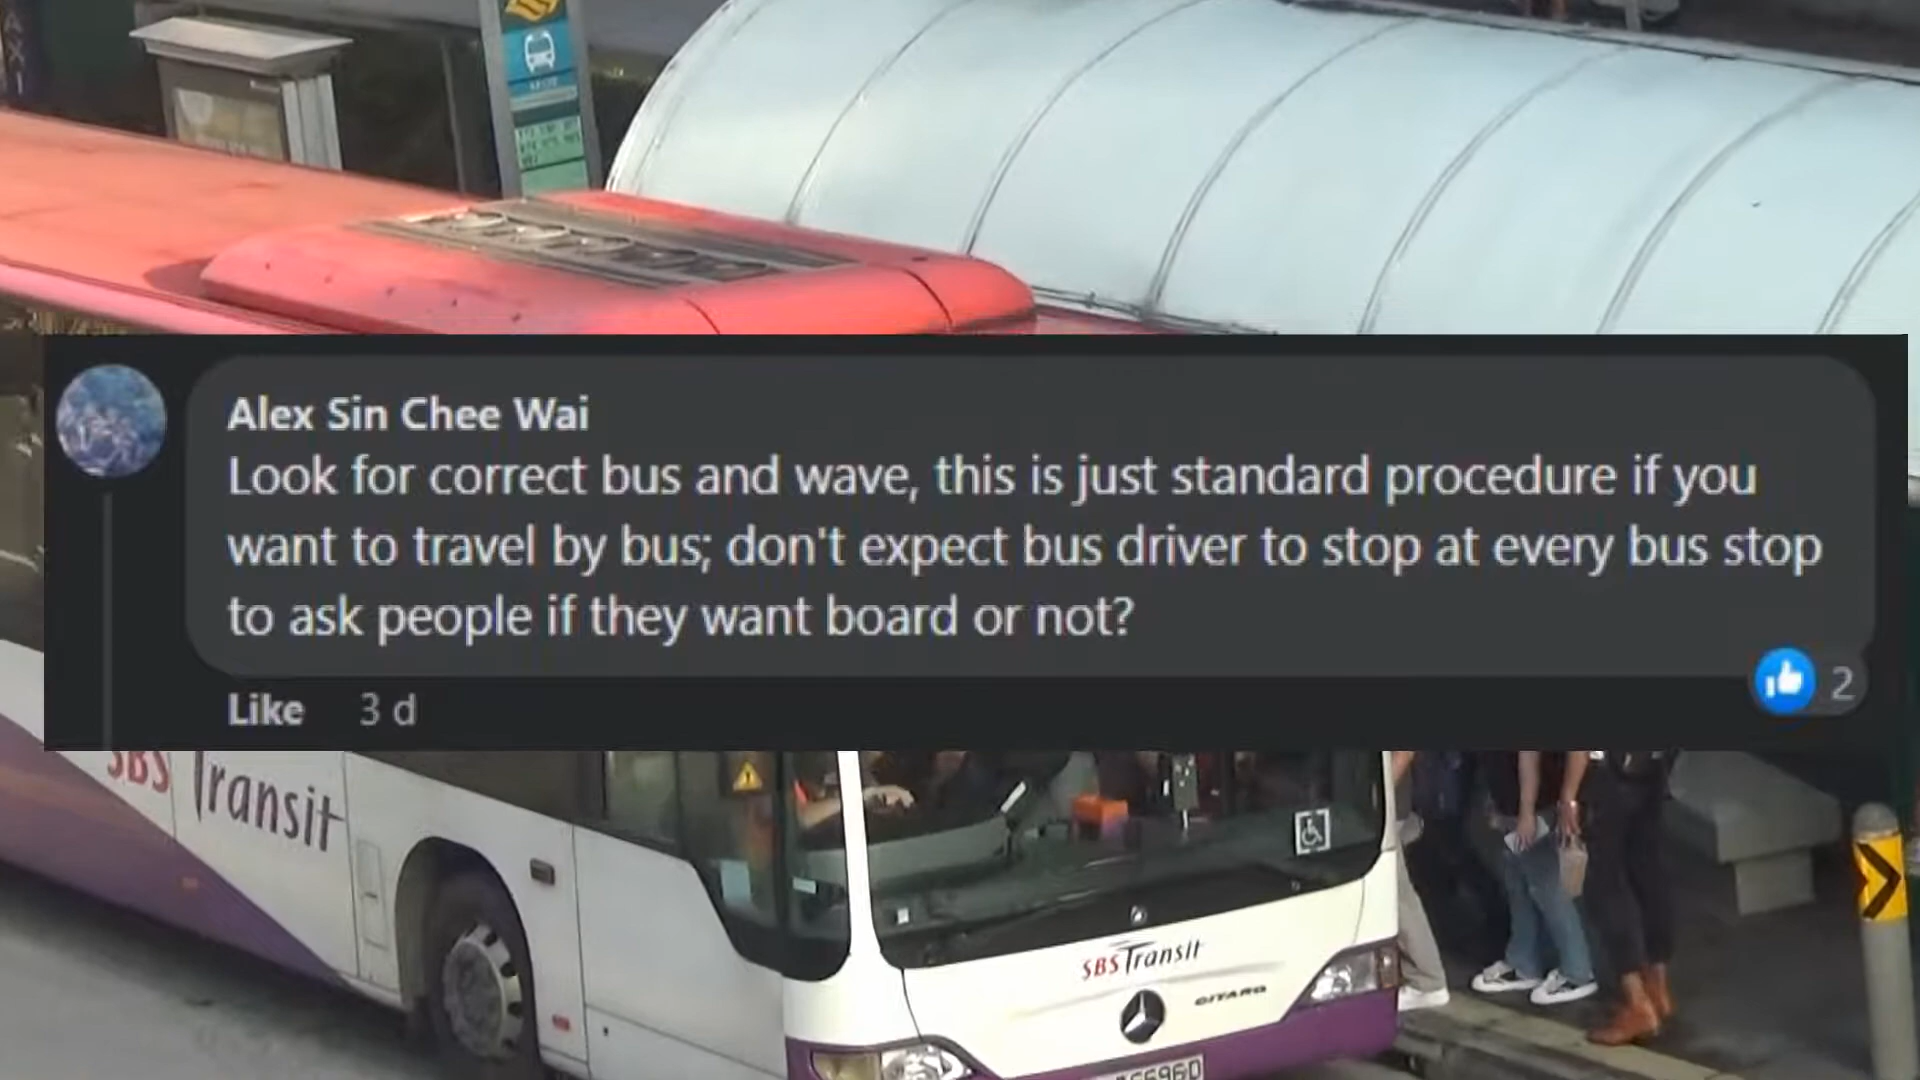 Alex Sin Chee Wai
Look for correct bus and wave, this is just standard procedure if you
want to travel by bus; don't expect bus driver to stop at every bus stop
to ask people if they want board or not?
Like 3 d
2
SBS Transit
SBS Transit
CITARO